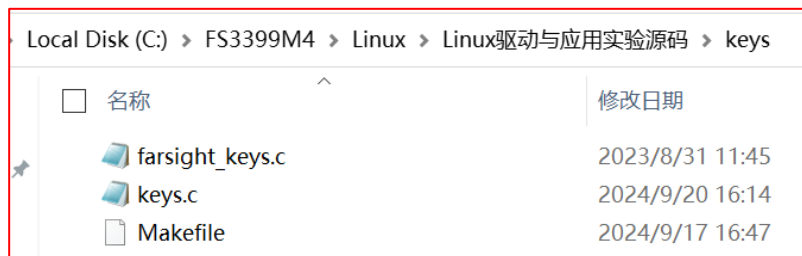 Local Disk (C:) > FS3399M4 > Linux > Linux驱动与应用实验源码 > keys
名称 修改日期
farsight_keys.c 2023/8/31 11:45
keys.c 2024/9/20 16:14
Makefile 2024/9/17 16:47